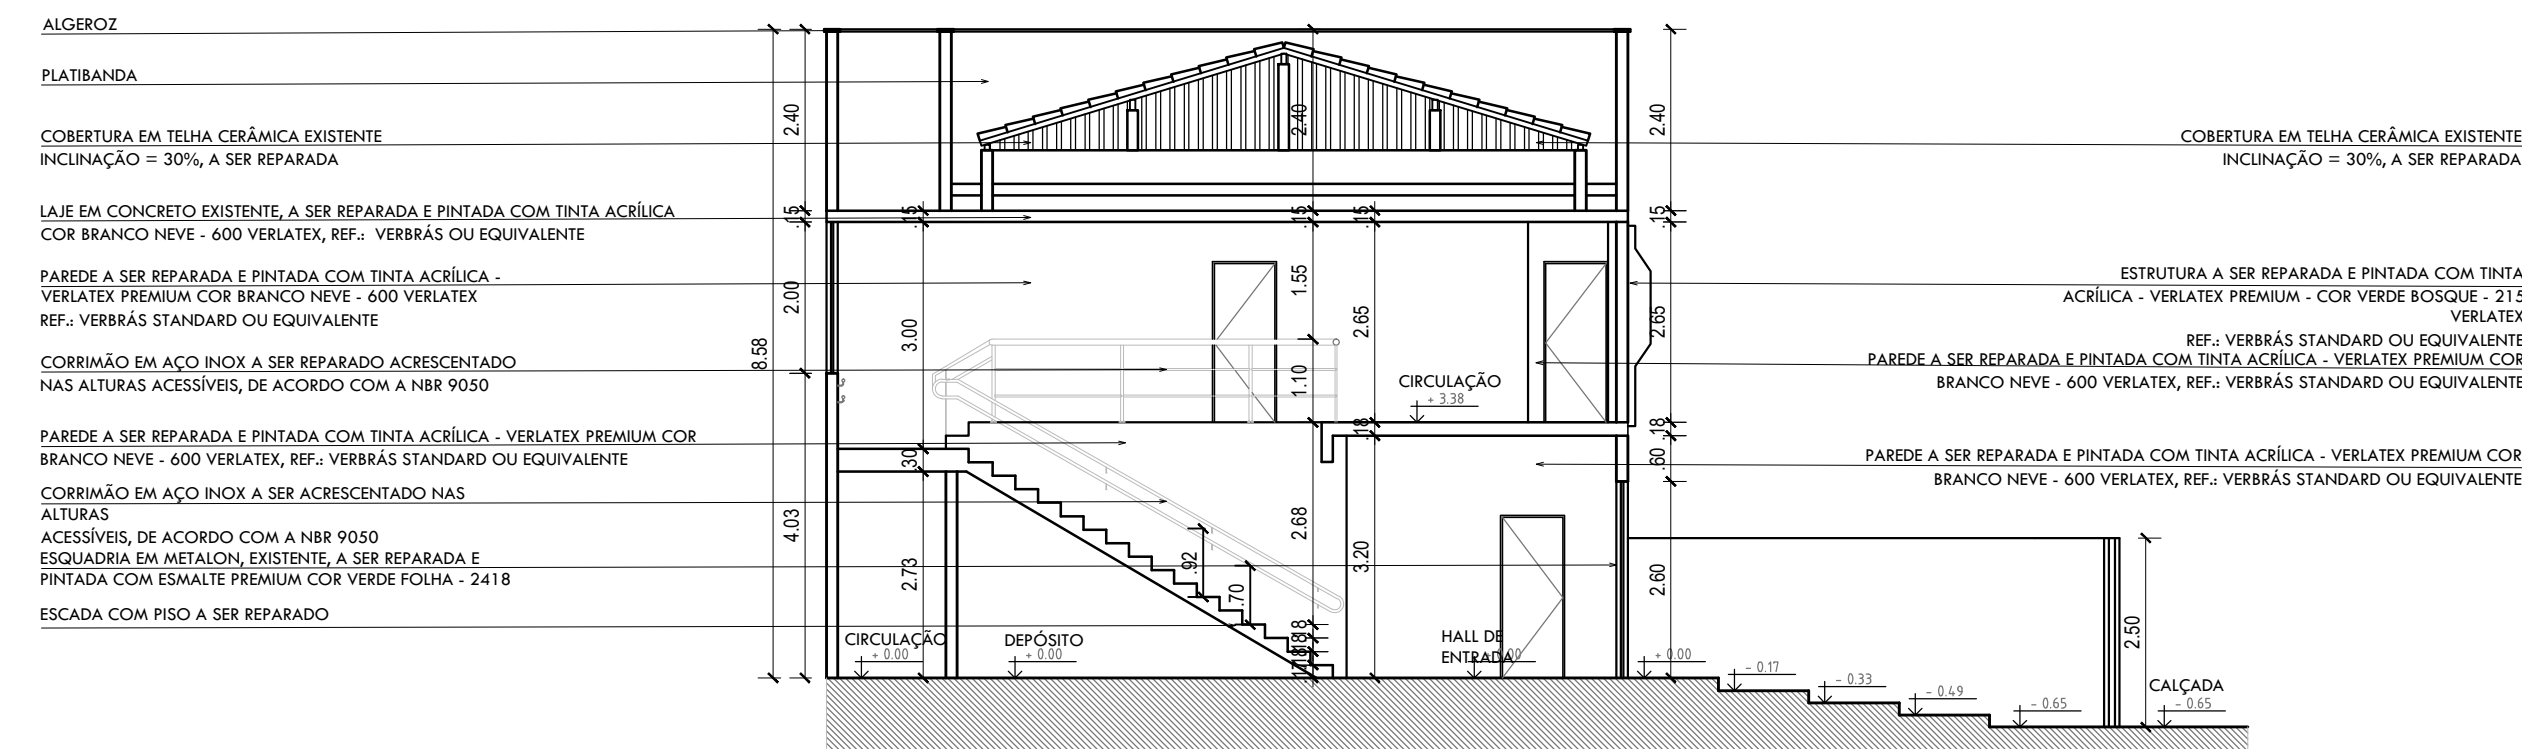 ALGEROZ
PLATIBANDA
COBERTURA EM TELHA CERÂMICA EXISTENTE
INCLINAÇÃO = 30%, A SER REPARADA
LAJE EM CONCRETO EXISTENTE, A SER REPARADA E PINTADA COM TINTA ACRÍLICA
COR BRANCO NEVE - 600 VERLATEX, REF.: VERBRÁS OU EQUIVALENTE
PAREDE A SER REPARADA E PINTADA COM TINTA ACRÍLICA -
VERLATEX PREMIUM COR BRANCO NEVE - 600 VERLATEX
REF.: VERBRÁS STANDARD OU EQUIVALENTE
CORRIMÃO EM AÇO INOX A SER REPARADO ACRESCENTADO
NAS ALTURAS ACESSÍVEIS, DE ACORDO COM A NBR 9050
PAREDE A SER REPARADA E PINTADA COM TINTA ACRÍLICA - VERLATEX PREMIUM COR
BRANCO NEVE - 600 VERLATEX, REF.: VERBRÁS STANDARD OU EQUIVALENTE
CORRIMÃO EM AÇO INOX A SER ACRESCENTADO NAS
ALTURAS
ACESSÍVEIS, DE ACORDO COM A NBR 9050
ESQUADRIA EM METALON, EXISTENTE, A SER REPARADA E
PINTADA COM ESMALTE PREMIUM COR VERDE FOLHA - 2418
ESCADA COM PISO A SER REPARADO
8.58
2.40
.15
2.00
4.03
.15
3.00
.30
2.73
2.40
.15
1.55
1.10
2.68
.92
.70
.18
.18
.18
.15
2.65
.18
3.20
2.40
.15
2.65
.18
.60
2.60
2.50
CIRCULAÇÃO
+ 3.38
CIRCULAÇÃO
+ 0.00
DEPÓSITO
+ 0.00
HALL DE
ENTRADA
+ 0.00
+ 0.00
- 0.17
- 0.33
- 0.49
- 0.65
CALÇADA
- 0.65
COBERTURA EM TELHA CERÂMICA EXISTENTE
INCLINAÇÃO = 30%, A SER REPARADA
ESTRUTURA A SER REPARADA E PINTADA COM TINTA
ACRÍLICA - VERLATEX PREMIUM - COR VERDE BOSQUE - 215
VERLATEX
REF.: VERBRÁS STANDARD OU EQUIVALENTE
PAREDE A SER REPARADA E PINTADA COM TINTA ACRÍLICA - VERLATEX PREMIUM COR
BRANCO NEVE - 600 VERLATEX, REF.: VERBRÁS STANDARD OU EQUIVALENTE
PAREDE A SER REPARADA E PINTADA COM TINTA ACRÍLICA - VERLATEX PREMIUM COR
BRANCO NEVE - 600 VERLATEX, REF.: VERBRÁS STANDARD OU EQUIVALENTE